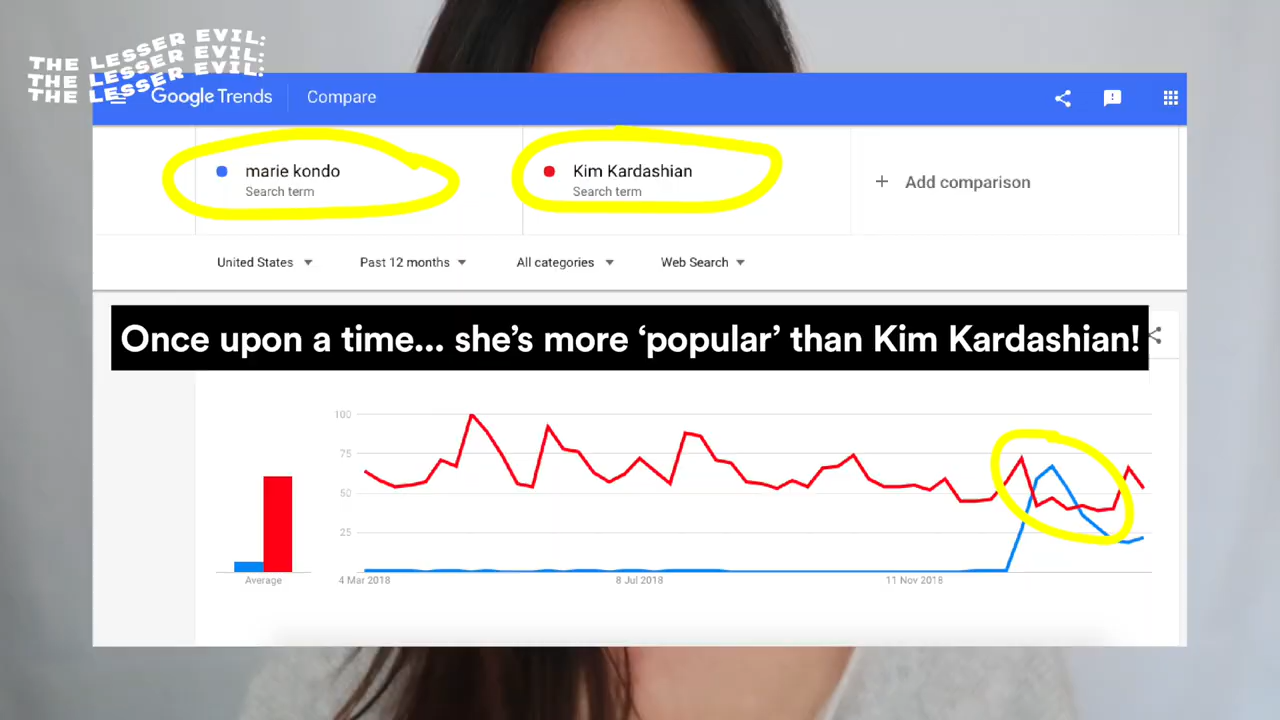 THE LESSER EVIL:
THE LESSER EVIL:
THE LESSER EVIL:
Google Trends
Compare
marie kondo
Search term
Kim Kardashian
Search term
+ Add comparison
United States
Past 12 months
All categories
Web Search
Once upon a time... she's more ‘popular’ than Kim Kardashian!
100
75
50
25
Average
4 Mar 2018
8 Jul 2018
11 Nov 2018